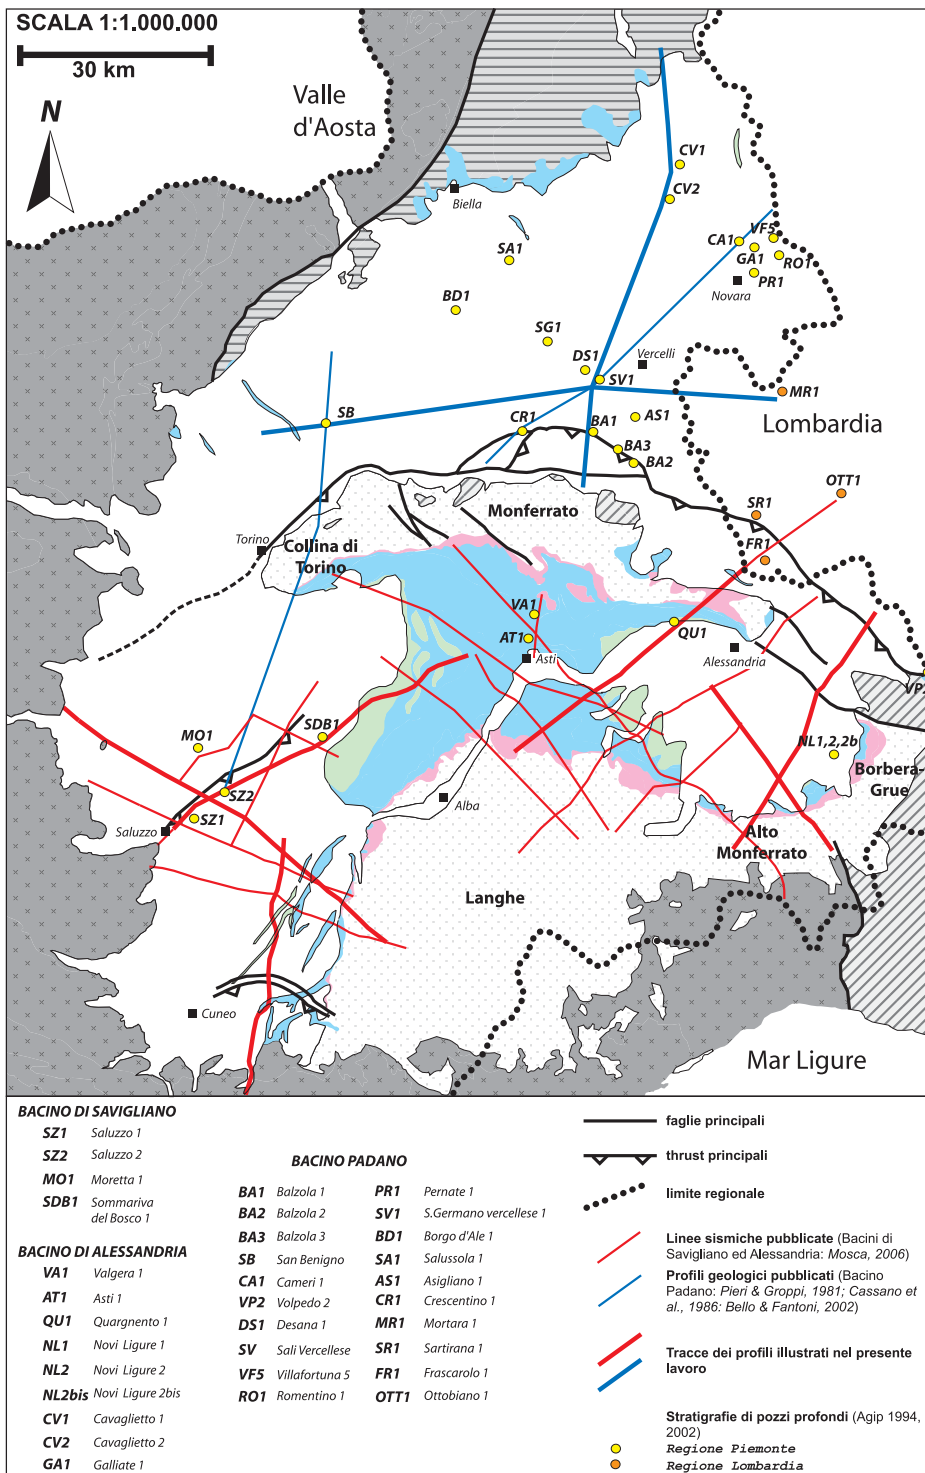 SCALA 1:1.000.000
30 km
N
Valle
d'Aosta
Biella
CV1
CV2
SA1
CA1
VF5
GA1
RO1
PR1
Novara
BD1
SG1
DS1
Vercelli
SV1
MR1
SB
CR1
BA1
AS1
Lombardia
BA3
BA2
OTT1
Monferrato
SR1
Torino
Collina di
Torino
FR1
VA1
AT1
QU1
Asti
Alessandria
VP2
MO1
SDB1
NL1,2,2b
Borbera-
Grue
SZ2
Alba
SZ1
Saluzzo
Alto
Monferrato
Langhe
Cuneo
Mar Ligure
BACINO DI SAVIGLIANO
SZ1 Saluzzo 1
SZ2 Saluzzo 2
MO1 Moretta 1
SDB1 Sommariva
del Bosco 1
BACINO DI ALESSANDRIA
VA1 Valgera 1
AT1 Asti 1
QU1 Quargnento 1
NL1 Novi Ligure 1
NL2 Novi Ligure 2
NL2bis Novi Ligure 2bis
CV1 Cavaglietto 1
CV2 Cavaglietto 2
GA1 Galliate 1
BACINO PADANO
BA1 Balzola 1
BA2 Balzola 2
BA3 Balzola 3
SB San Benigno
CA1 Cameri 1
VP2 Volpedo 2
DS1 Desana 1
SV Sali Vercellese
VF5 Villafortuna 5
RO1 Romentino 1
PR1 Pernate 1
SV1 S.Germano vercellese 1
BD1 Borgo d'Ale 1
SA1 Salussola 1
AS1 Asigliano 1
CR1 Crescentino 1
MR1 Mortara 1
SR1 Sartirana 1
FR1 Frascarolo 1
OTT1 Ottobiano 1
faglie principali
thrust principali
limite regionale
Linee sismiche pubblicate (Bacini di
Savigliano ed Alessandria: Mosca, 2006)
Profili geologici pubblicati (Bacino
Padano: Pieri & Groppi, 1981; Cassano et
al., 1986: Bello & Fantoni, 2002)
Tracce dei profili illustrati nel presente
lavoro
Stratigrafie di pozzi profondi (Agip 1994,
2002)
Regione Piemonte
Regione Lombardia